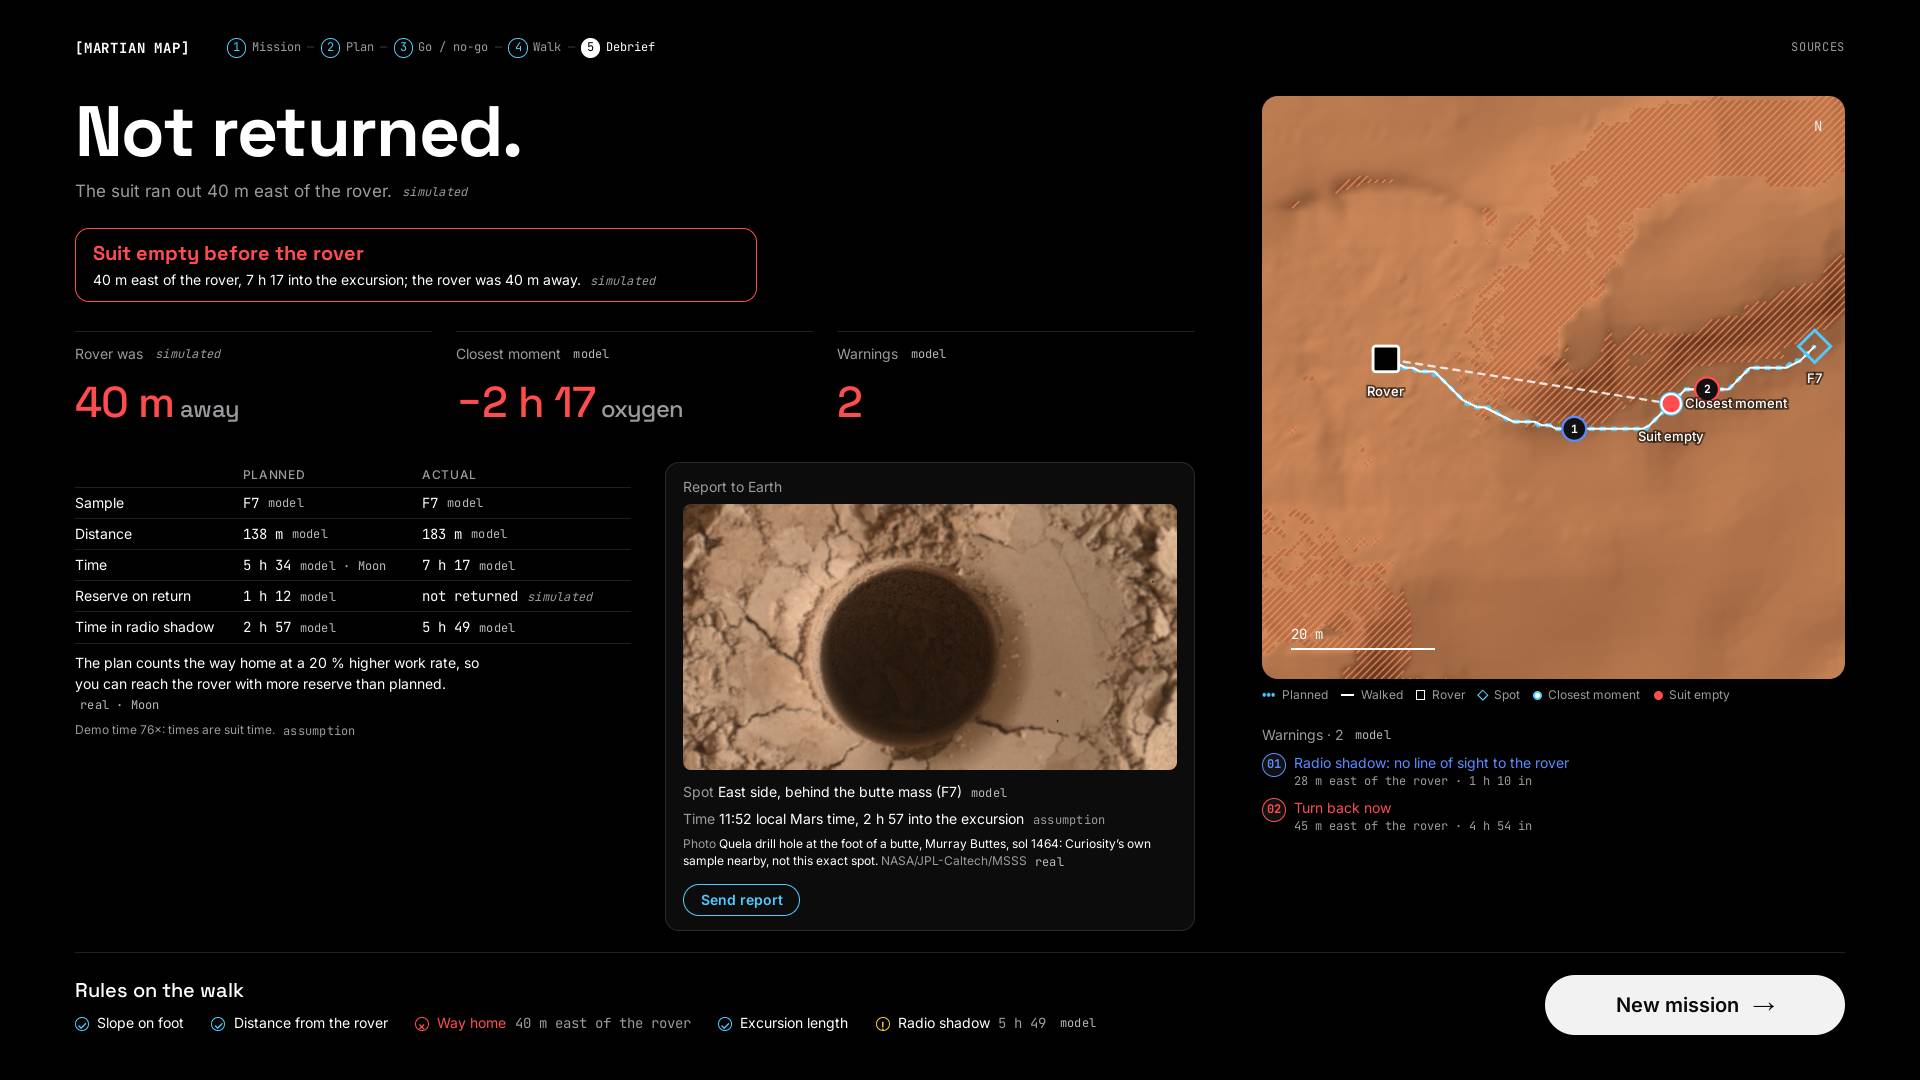 [MARTIAN MAP] 1 Mission – 2 Plan – 3 Go / no-go – 4 Walk – 5 Debrief SOURCES
Not returned.
The suit ran out 40 m east of the rover. simulated
Suit empty before the rover
40 m east of the rover, 7 h 17 into the excursion; the rover was 40 m away. simulated
Rover was simulated
40 m away
Closest moment model
−2 h 17 oxygen
Warnings model
2
PLANNED ACTUAL
Sample F7 model F7 model
Distance 138 m model 183 m model
Time 5 h 34 model · Moon 7 h 17 model
Reserve on return 1 h 12 model not returned simulated
Time in radio shadow 2 h 57 model 5 h 49 model
The plan counts the way home at a 20 % higher work rate, so
you can reach the rover with more reserve than planned.
real · Moon
Demo time 76×: times are suit time. assumption
Report to Earth
Spot East side, behind the butte mass (F7) model
Time 11:52 local Mars time, 2 h 57 into the excursion assumption
Photo Quela drill hole at the foot of a butte, Murray Buttes, sol 1464: Curiosity’s own
sample nearby, not this exact spot. NASA/JPL-Caltech/MSSS real
Send report
N
Rover
F7
2
Closest moment
1
Suit empty
20 m
Planned Walked Rover Spot Closest moment Suit empty
Warnings · 2 model
01 Radio shadow: no line of sight to the rover
28 m east of the rover · 1 h 10 in
02 Turn back now
45 m east of the rover · 4 h 54 in
Rules on the walk
Slope on foot Distance from the rover Way home 40 m east of the rover Excursion length Radio shadow 5 h 49 model
New mission →